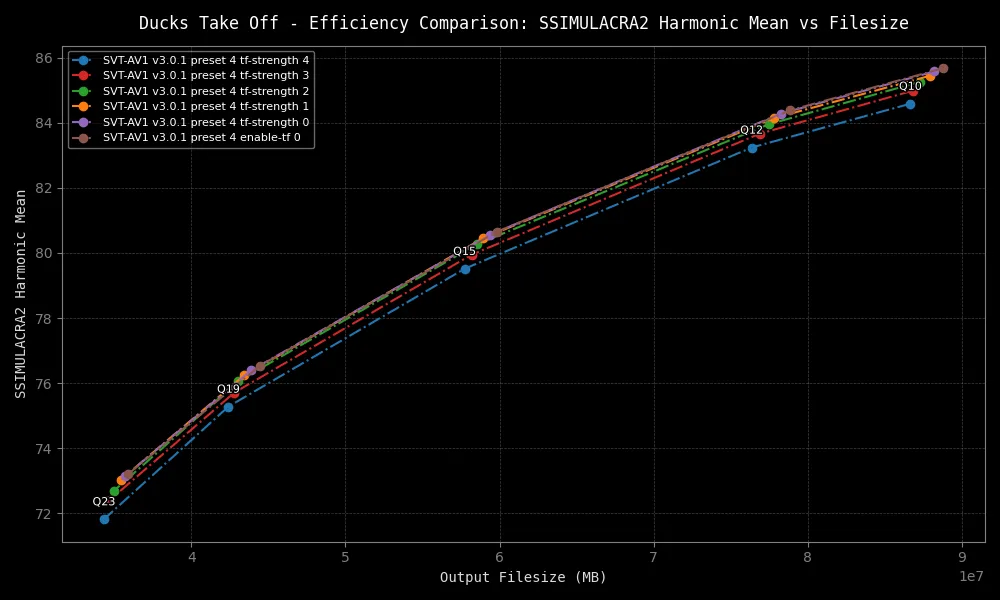 Ducks Take Off - Efficiency Comparison: SSIMULACRA2 Harmonic Mean vs Filesize
SVT-AV1 v3.0.1 preset 4 tf-strength 4
SVT-AV1 v3.0.1 preset 4 tf-strength 3
SVT-AV1 v3.0.1 preset 4 tf-strength 2
SVT-AV1 v3.0.1 preset 4 tf-strength 1
SVT-AV1 v3.0.1 preset 4 tf-strength 0
SVT-AV1 v3.0.1 preset 4 enable-tf 0
SSIMULACRA2 Harmonic Mean
86
84
82
80
78
76
74
72
Q10
Q12
Q15
Q19
Q23
4 5 6 7 8 9
1e7
Output Filesize (MB)